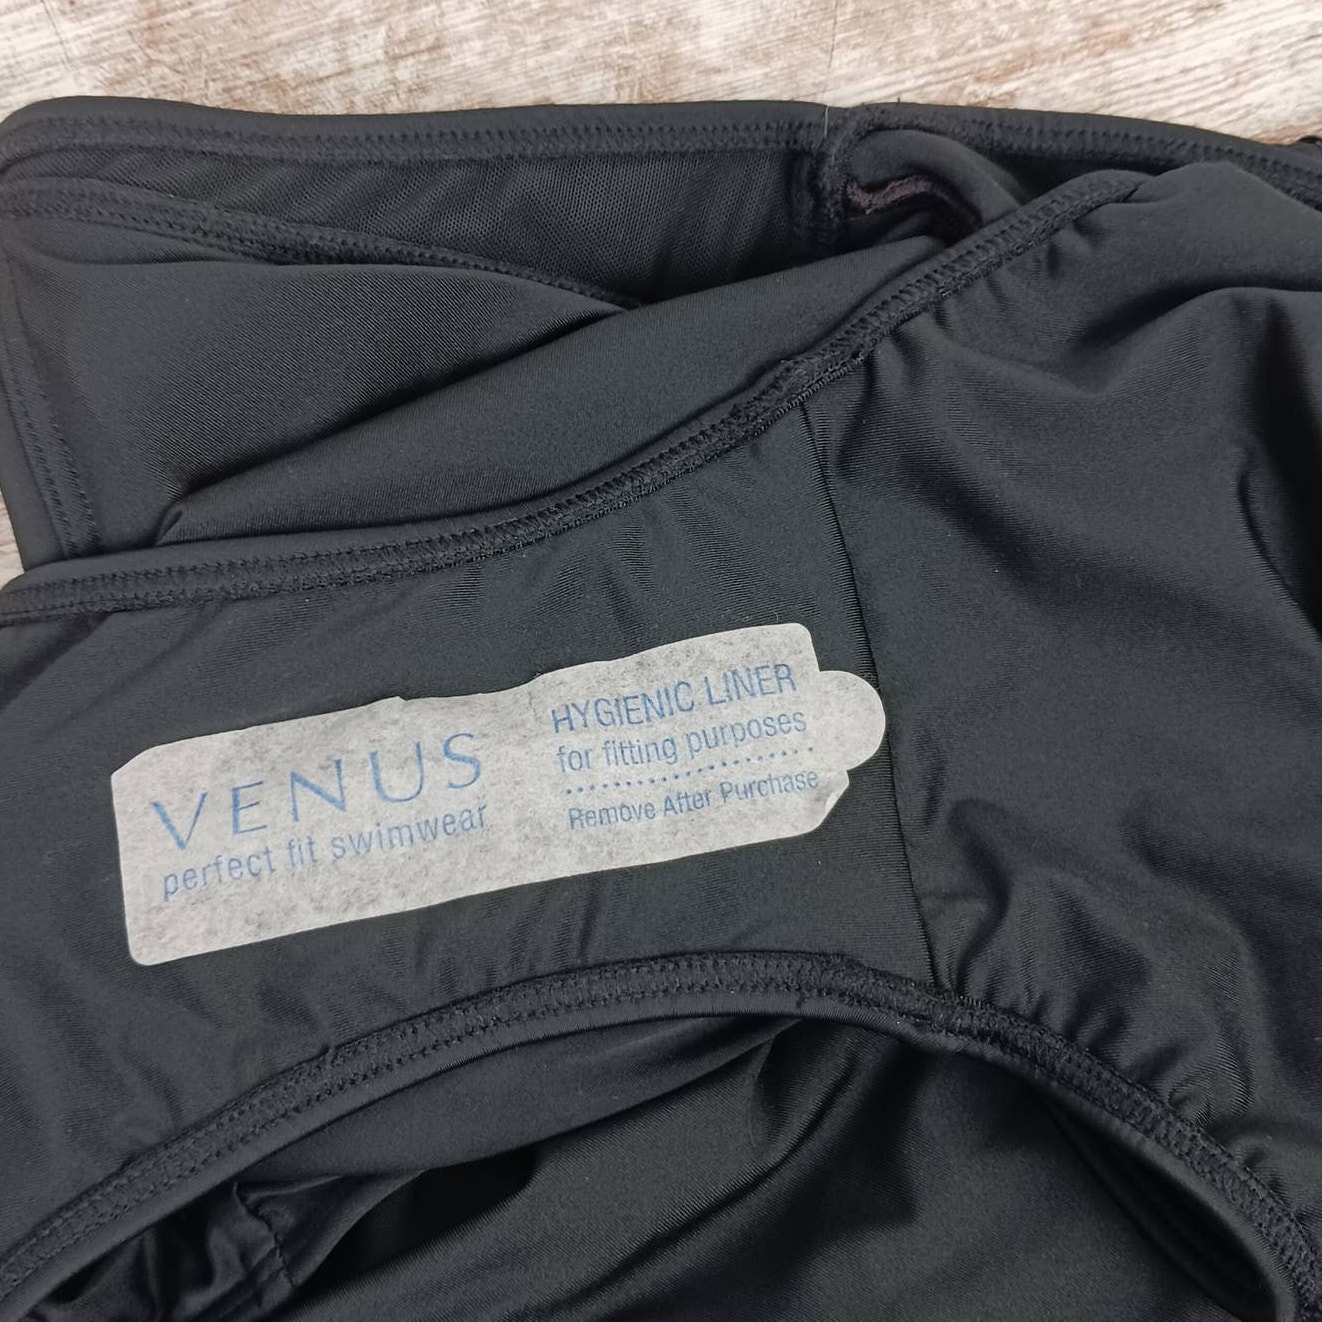 VENUS
perfect fit swimwear
HYGIENIC LINER
for fitting purposes
Remove After Purchase